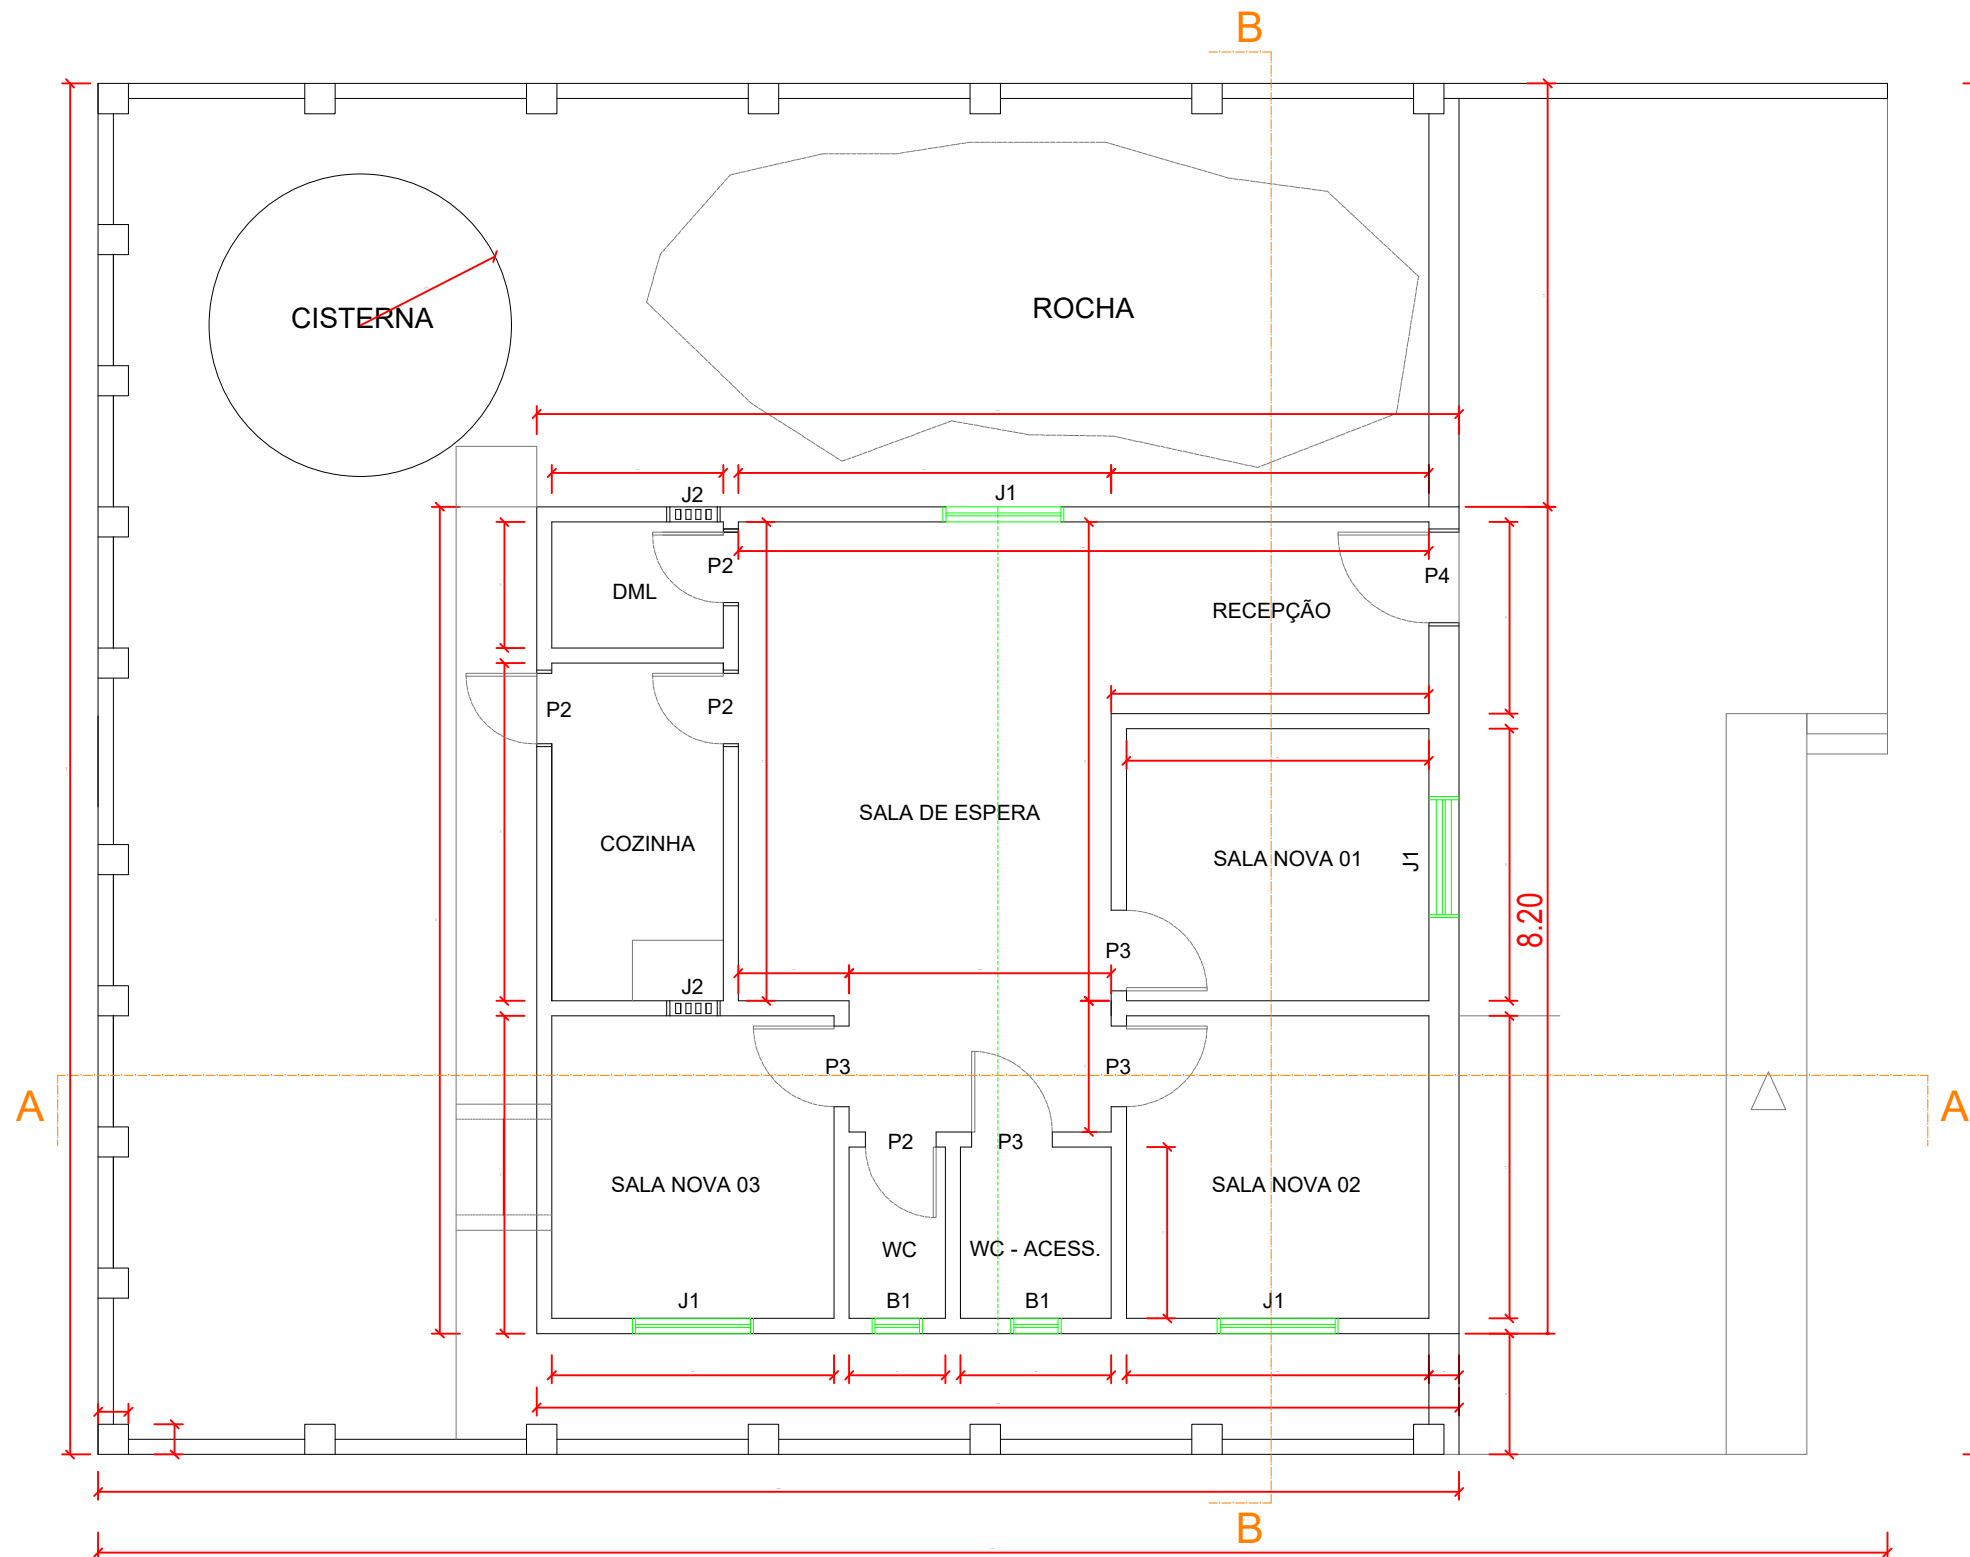 B
CISTERNA
ROCHA
J2
J1
P2
P4
DML
RECEPÇÃO
P2
P2
SALA DE ESPERA
COZINHA
SALA NOVA 01
J1
8.20
P3
J2
P3
P3
A
A
P2
P3
SALA NOVA 03
SALA NOVA 02
WC
WC - ACESS.
J1
B1
B1
J1
B